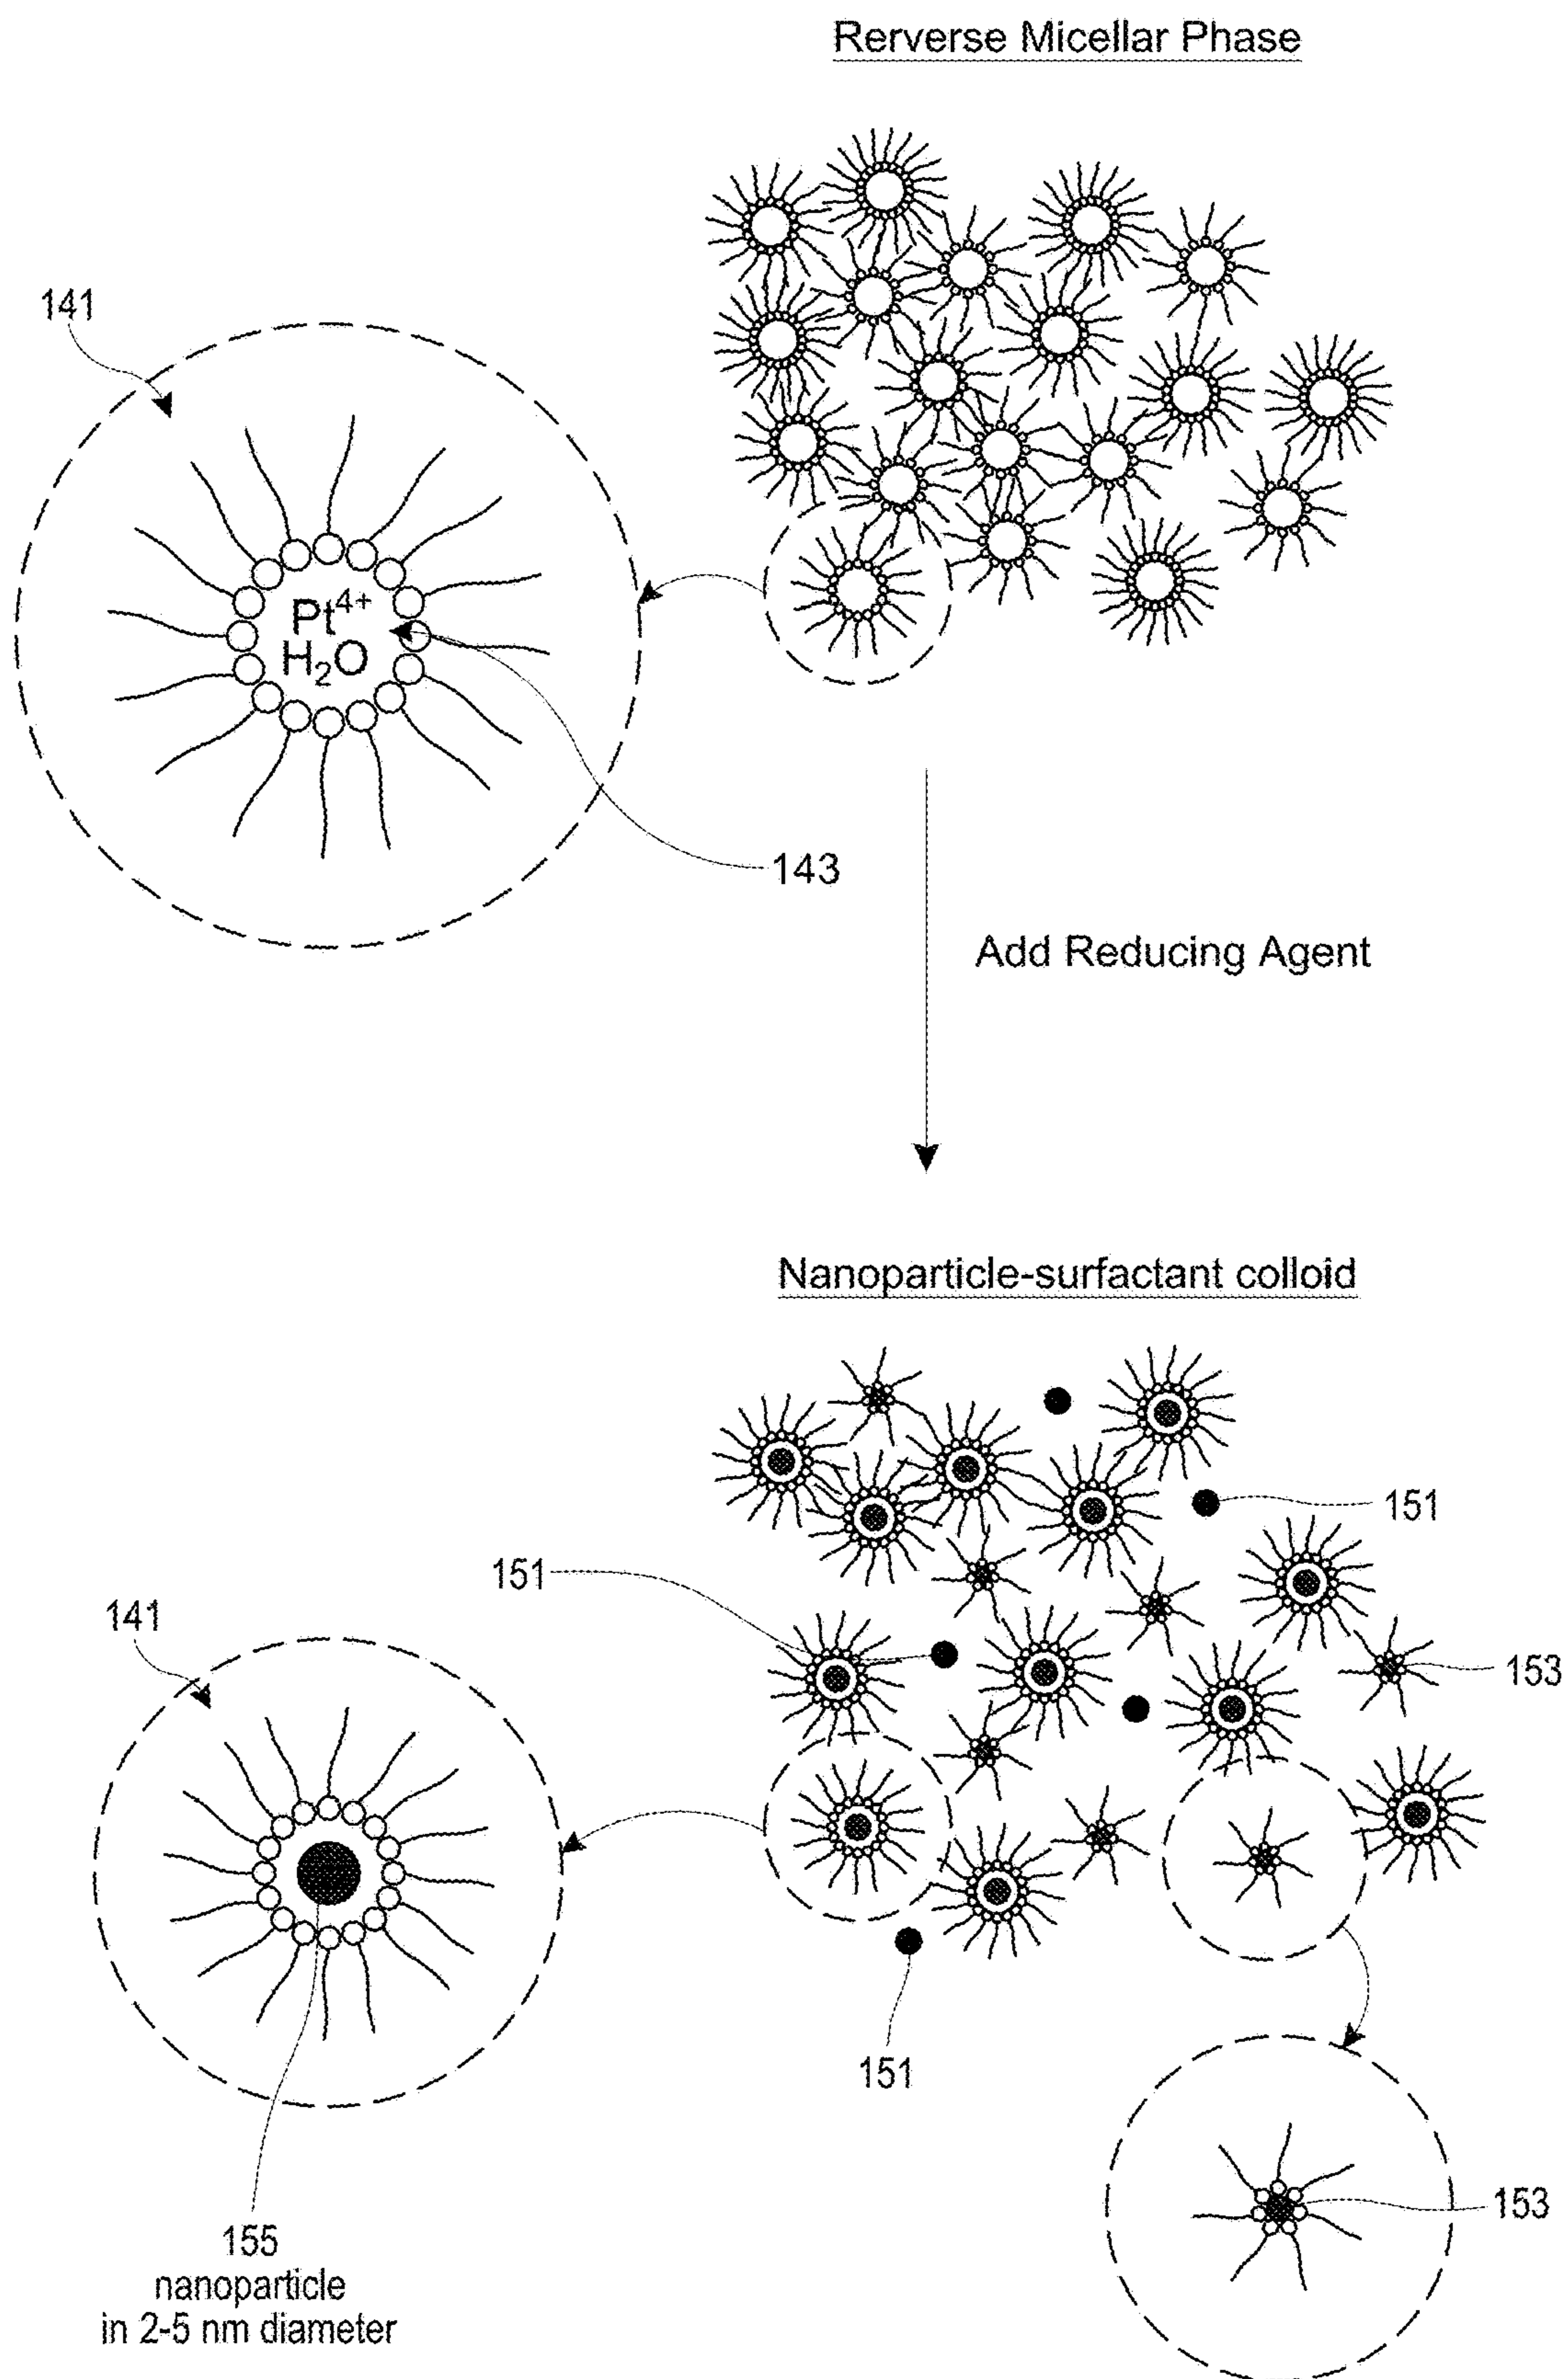 Rerverse Micellar Phase
141
Pt⁴⁺
H₂O
143
Add Reducing Agent
Nanoparticle-surfactant colloid
151
151
141
153
151
153
155
nanoparticle
in 2-5 nm diameter